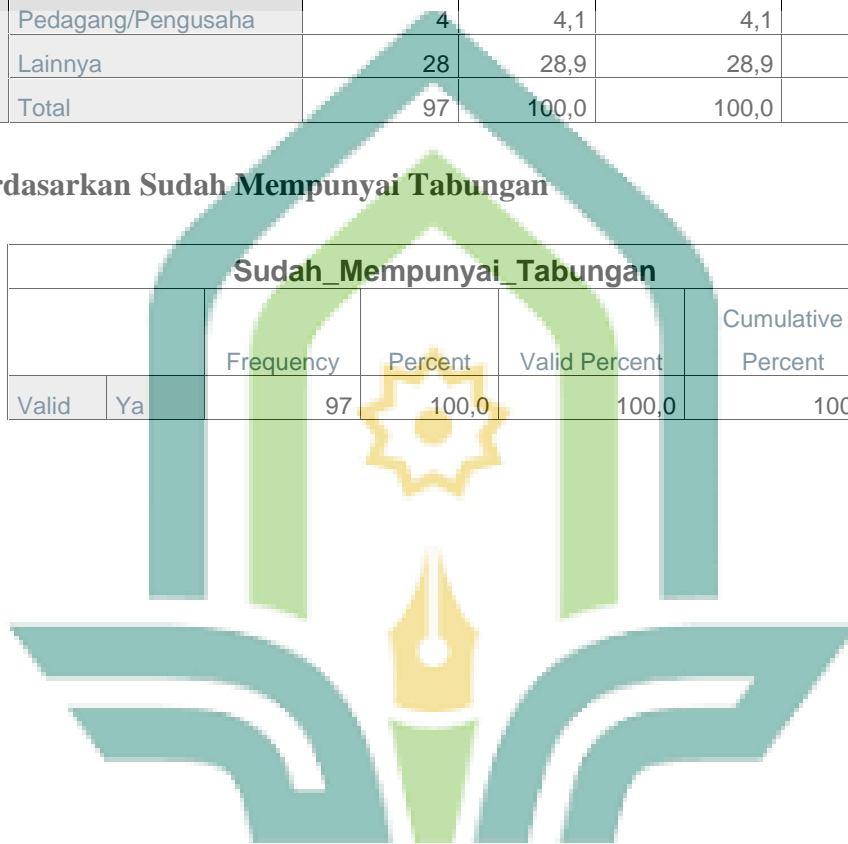 Pedagang/Pengusaha 4 4,1 4,1
Lainnya 28 28,9 28,9
Total 97 100,0 100,0
rdasarkan Sudah Mempunyai Tabungan
Sudah_Mempunyai_Tabungan
Cumulative
Frequency Percent Valid Percent Percent
Valid Ya 97 100,0 100,0 100